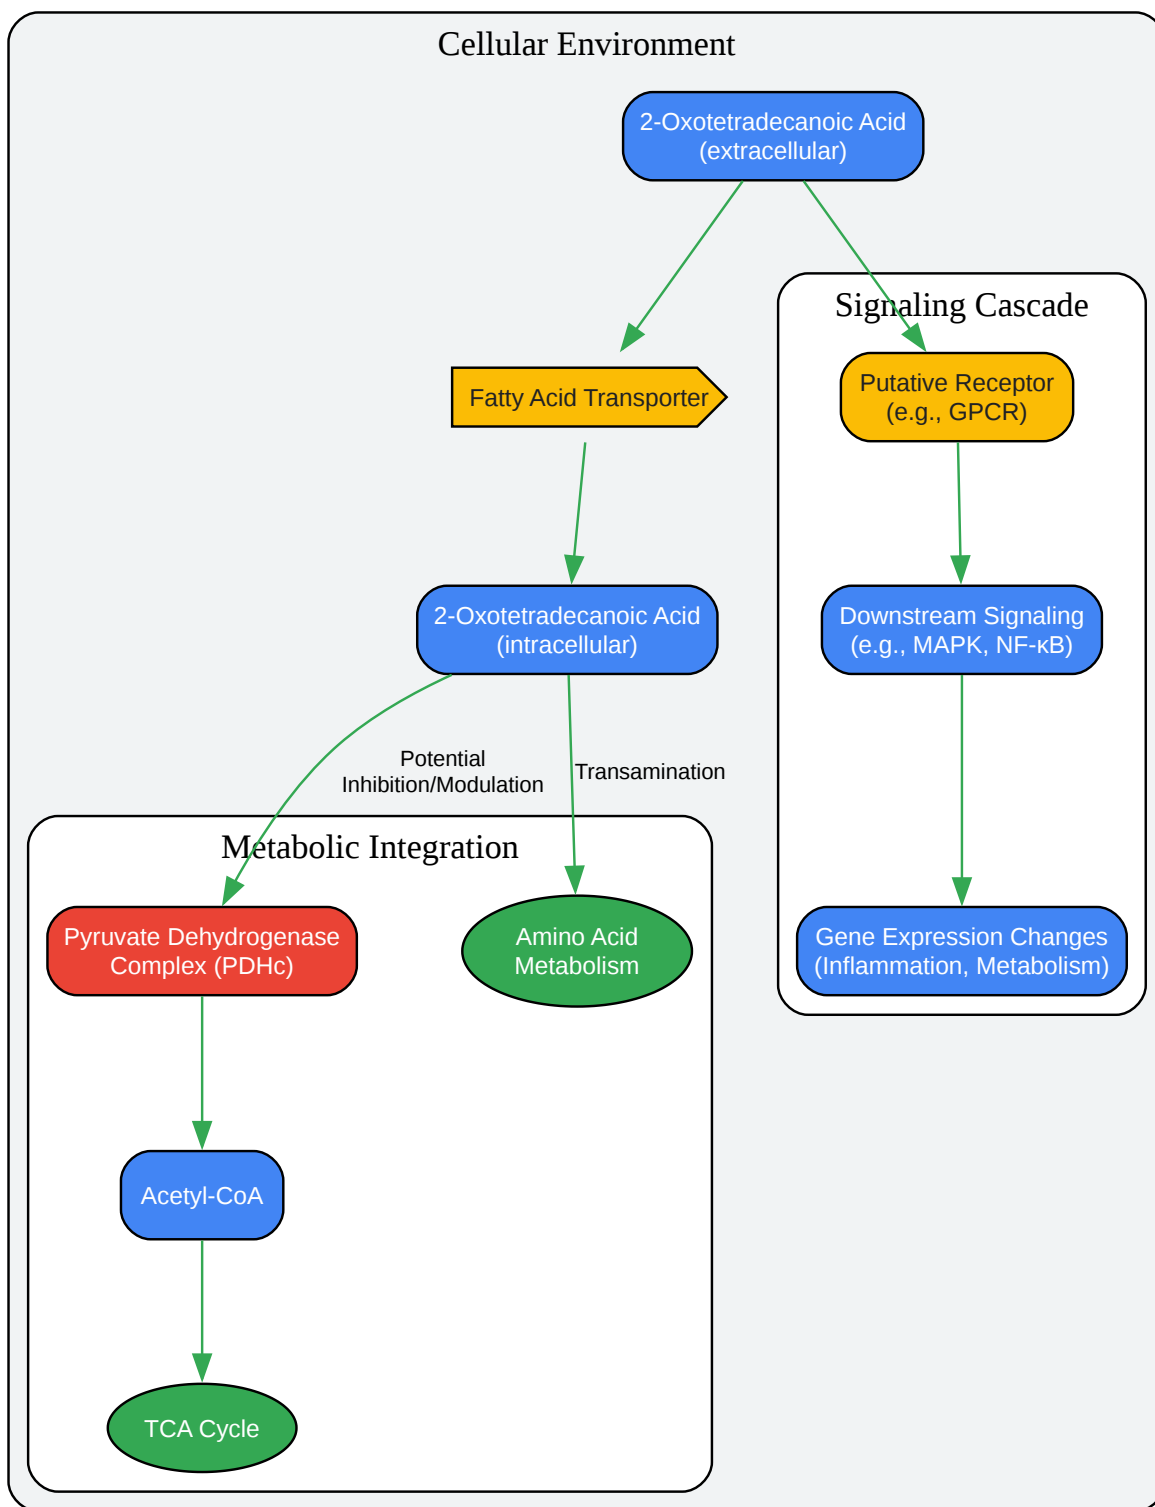 Cellular Environment
2-Oxotetradecanoic Acid
(extracellular)
Signaling Cascade
Fatty Acid Transporter
Putative Receptor
(e.g., GPCR)
2-Oxotetradecanoic Acid
(intracellular)
Downstream Signaling
(e.g., MAPK, NF-κB)
Potential
Inhibition/Modulation
Transamination
Metabolic Integration
Pyruvate Dehydrogenase
Complex (PDHc)
Amino Acid
Metabolism
Gene Expression Changes
(Inflammation, Metabolism)
Acetyl-CoA
TCA Cycle